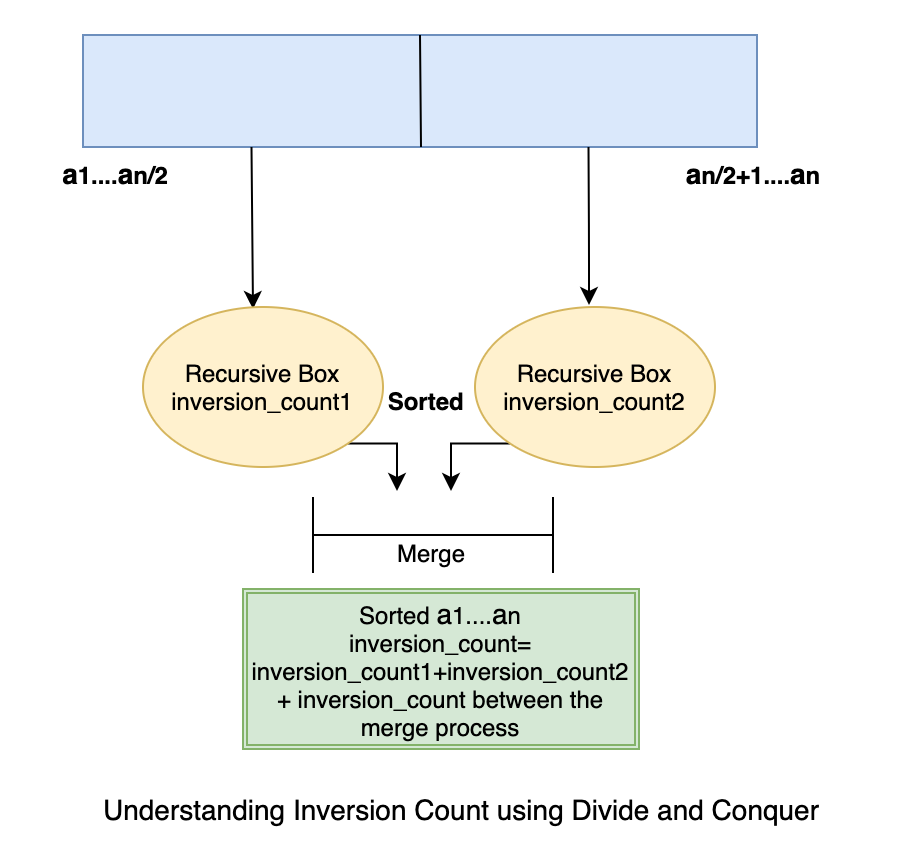 a1....an/2
an/2+1....an
Recursive Box
inversion_count1
Sorted
Recursive Box
inversion_count2
Merge
Sorted a1....an
inversion_count=
inversion_count1+inversion_count2
+ inversion_count between the
merge process
Understanding Inversion Count using Divide and Conquer